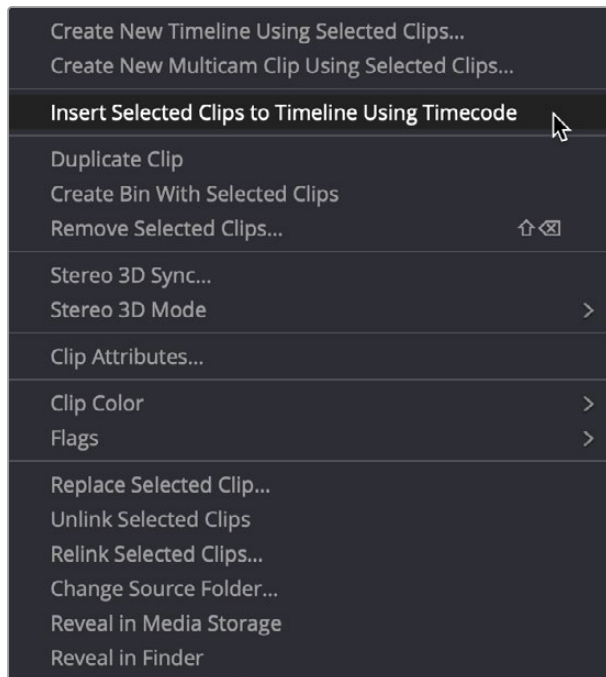 Create New Timeline Using Selected Clips...
Create New Multicam Clip Using Selected Clips...
Insert Selected Clips to Timeline Using Timecode
Duplicate Clip
Create Bin With Selected Clips
Remove Selected Clips... ⇧⌫
Stereo 3D Sync...
Stereo 3D Mode >
Clip Attributes...
Clip Color >
Flags >
Replace Selected Clip...
Unlink Selected Clips
Relink Selected Clips...
Change Source Folder...
Reveal in Media Storage
Reveal in Finder